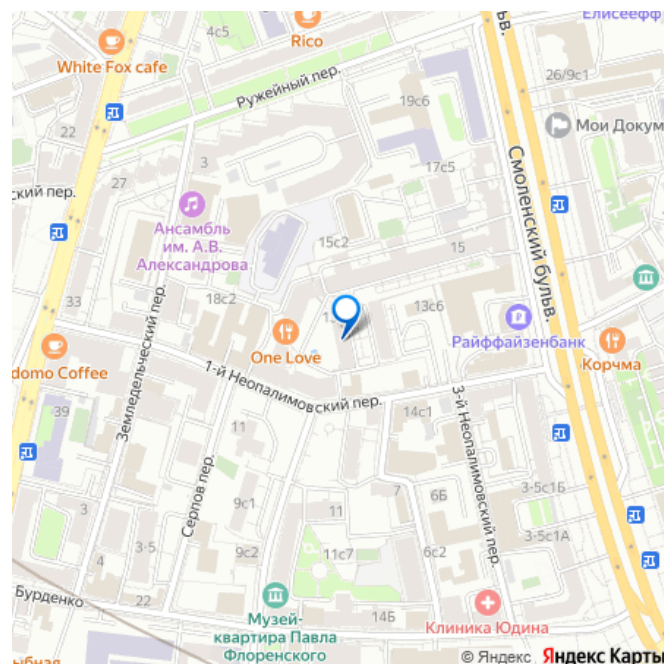 Елисеефф
4с5
Rico
White Fox cafe
Ружейный пер.
26/9с1
19с6
Мои Докум
22
3
17с5
27
ский пер.
Смоленский бульв.
Ансамбль
им. А.В.
Александрова
15с2
15
33
18с2
13с6
Земледельческий пер.
One Love
Райффайзенбанк
Корчма
domo Coffee
1-й Неопалимовский пер.
3-й Неопалимовский пер.
39
14с1
11
Серпов пер.
7
6Б
3-5с1Б
9с1
11
3
3-5
3-5с1А
9с2
11с7
6с2
4
Бурденко
22
14Б
Музей-
квартира Павла
Флоренского
Клиника Юдина
ыбная
© Яндекс Яндекс Карты